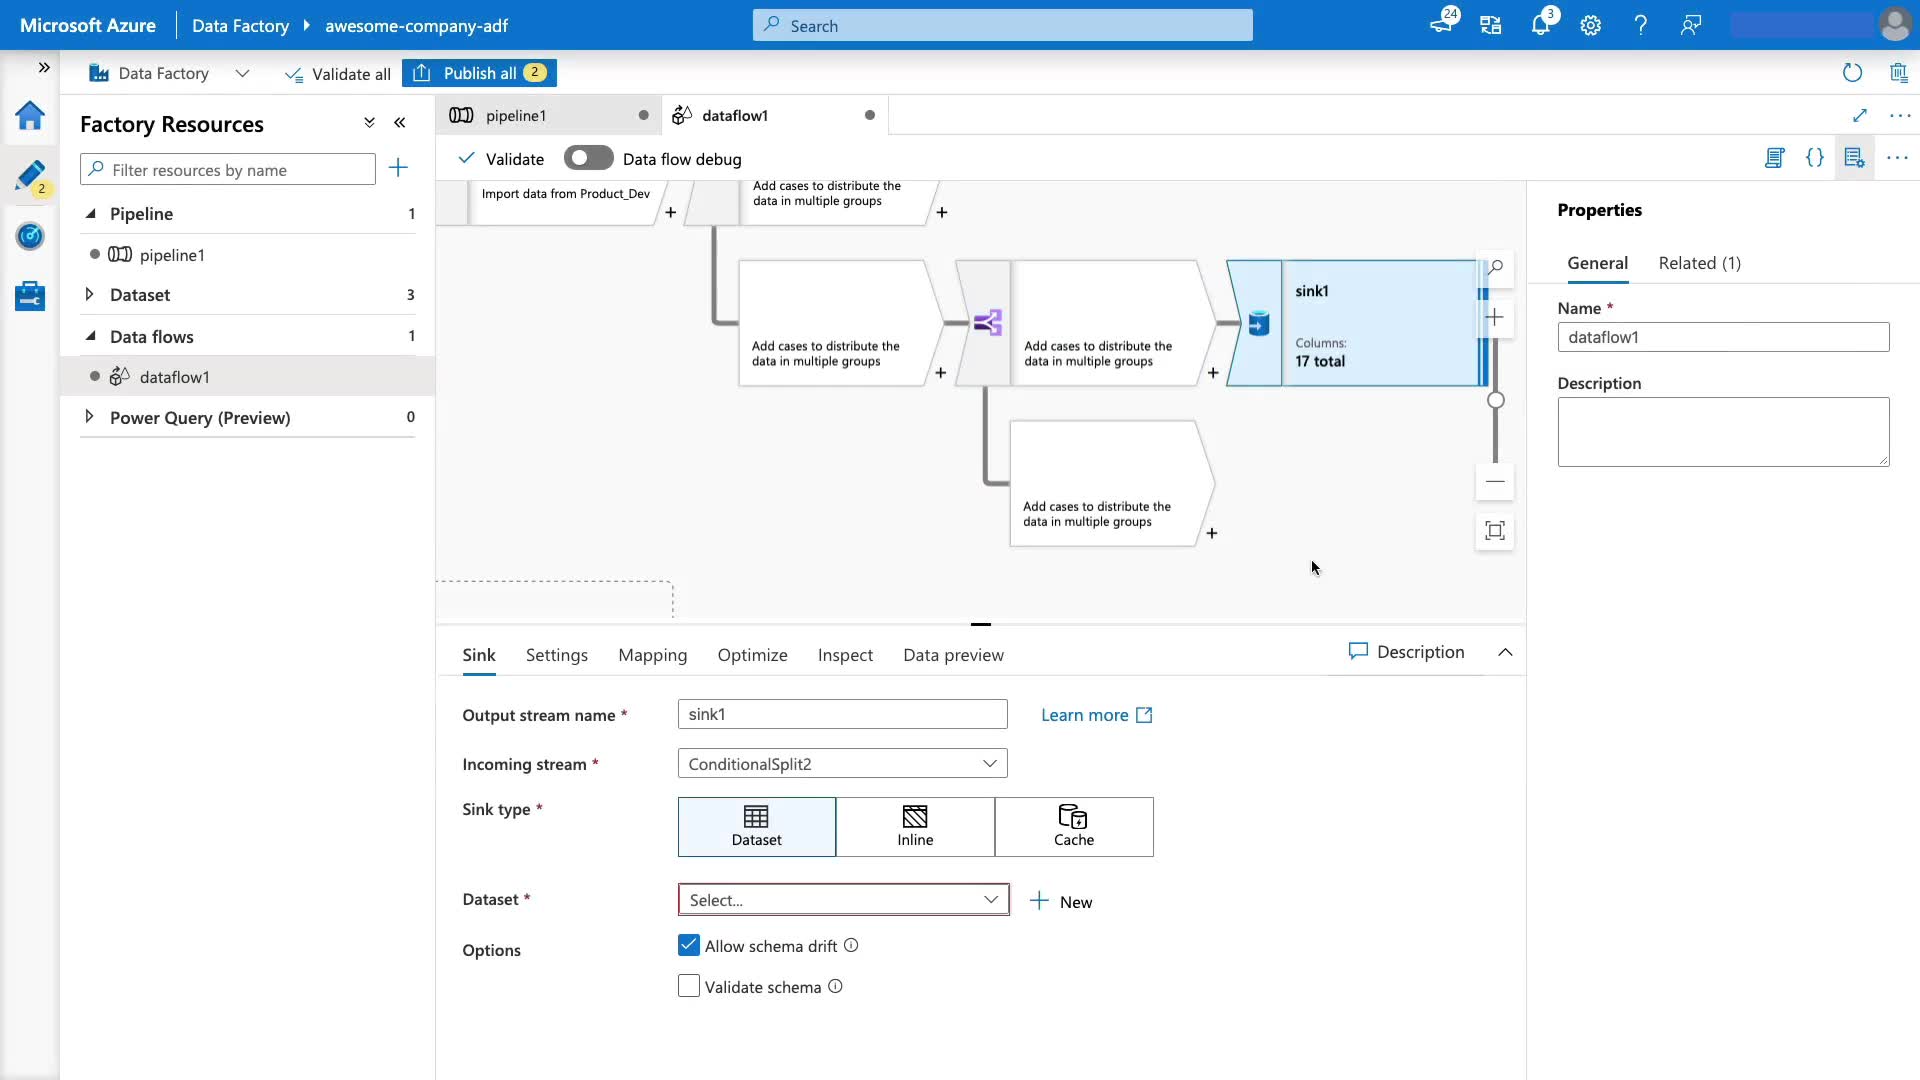 Microsoft Azure
Data Factory
awesome-company-adf
Search
24
3
Data Factory
Validate all
Publish all
2
Factory Resources
pipeline1
dataflow1
Filter resources by name
2
Validate
Data flow debug
Pipeline
1
pipeline1
Dataset
3
Data flows
1
dataflow1
Power Query (Preview)
0
Import data from Product_Dev
Add cases to distribute the
data in multiple groups
Add cases to distribute the
data in multiple groups
Add cases to distribute the
data in multiple groups
sink1
Columns:
17 total
Add cases to distribute the
data in multiple groups
Properties
General
Related (1)
Name *
dataflow1
Description
Sink
Settings
Mapping
Optimize
Inspect
Data preview
Description
Output stream name *
sink1
Learn more
Incoming stream *
ConditionalSplit2
Sink type *
Dataset
Inline
Cache
Dataset *
Select...
New
Options
Allow schema drift
Validate schema